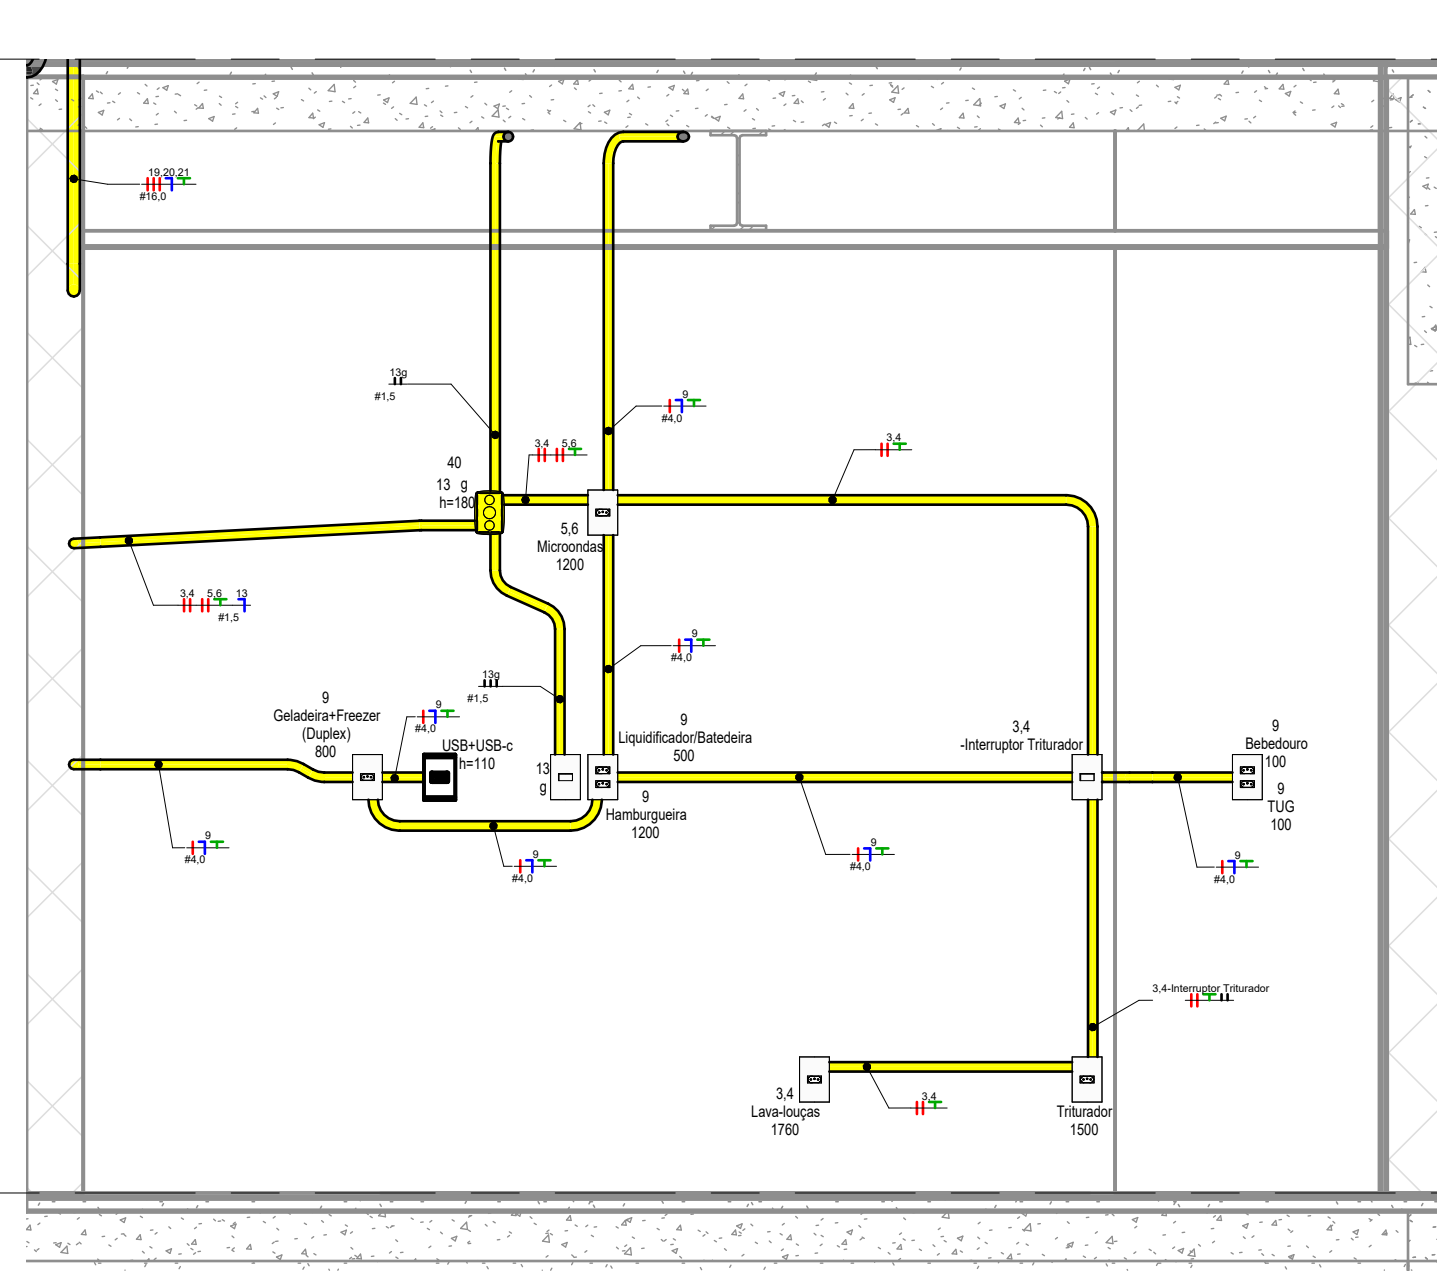 19,20,21
#16,0
13g
#1,5
9
#4,0
3,4 5,6
3,4
40
13 g
h=180
5,6
Microondas
1200
3,4 5,6 13
#1,5
9
#4,0
13g
#1,5
9
Geladeira+Freezer
(Duplex)
800
9
#4,0
USB+USB-c
h=110
13
g
9
Liquidificador/Batedeira
500
9
Hamburgueira
1200
3,4
-Interruptor Triturador
9
Bebedouro
100
9
TUG
100
9
#4,0
9
#4,0
9
#4,0
9
#4,0
3,4-Interruptor Triturador
3,4
Lava-louças
1760
3,4
Triturador
1500